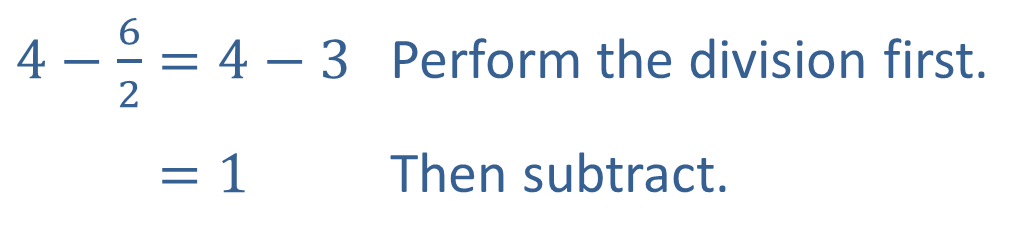 4 − 6/2 = 4 − 3 Perform the division first.
= 1 Then subtract.